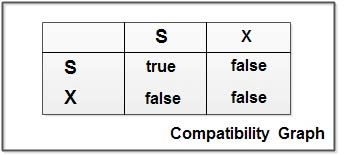 S X
S true false
X false false
Compatibility Graph